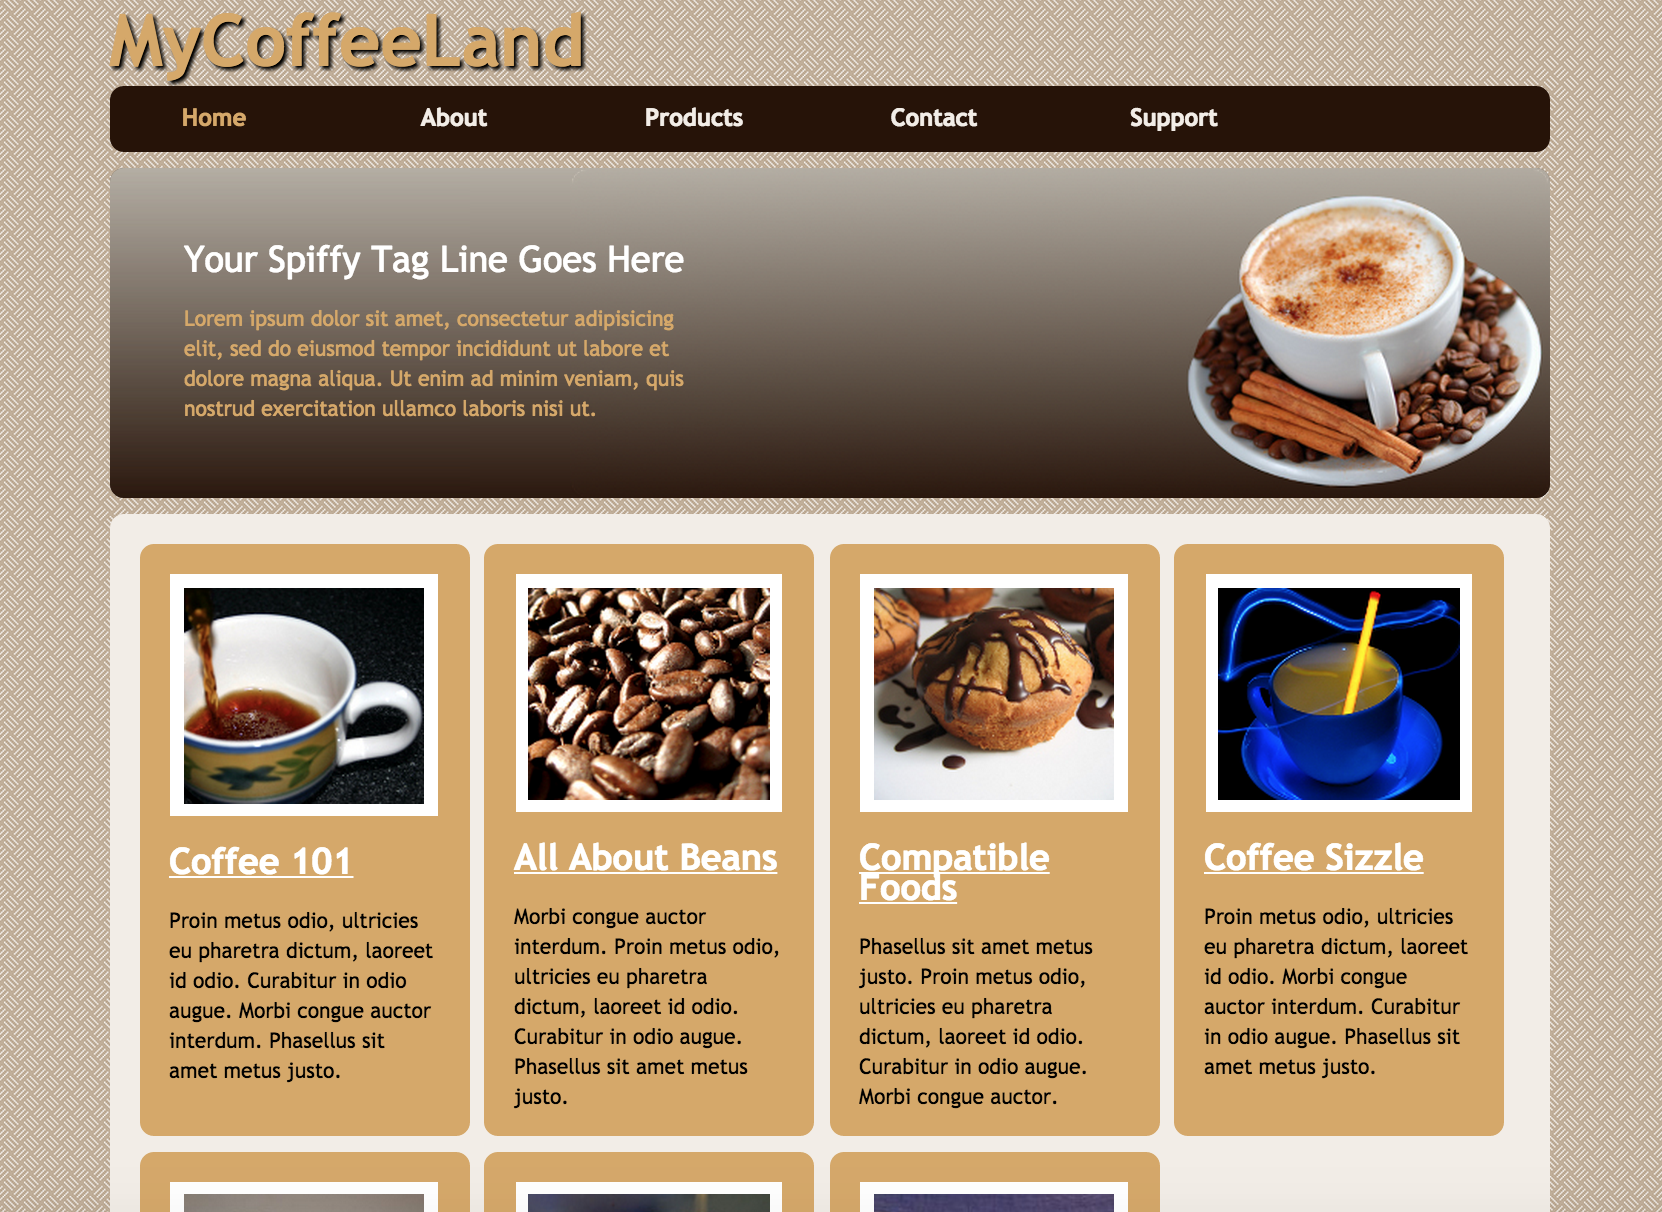 MyCoffeeLand
Home About Products Contact Support
Your Spiffy Tag Line Goes Here
Lorem ipsum dolor sit amet, consectetur adipisicing
elit, sed do eiusmod tempor incididunt ut labore et
dolore magna aliqua. Ut enim ad minim veniam, quis
nostrud exercitation ullamco laboris nisi ut.
Coffee 101
Proin metus odio, ultricies
eu pharetra dictum, laoreet
id odio. Curabitur in odio
augue. Morbi congue auctor
interdum. Phasellus sit
amet metus justo.
All About Beans
Morbi congue auctor
interdum. Proin metus odio,
ultricies eu pharetra
dictum, laoreet id odio.
Curabitur in odio augue.
Phasellus sit amet metus
justo.
Compatible
Foods
Phasellus sit amet metus
justo. Proin metus odio,
ultricies eu pharetra
dictum, laoreet id odio.
Curabitur in odio augue.
Morbi congue auctor.
Coffee Sizzle
Proin metus odio, ultricies
eu pharetra dictum, laoreet
id odio. Morbi congue
auctor interdum. Curabitur
in odio augue. Phasellus sit
amet metus justo.